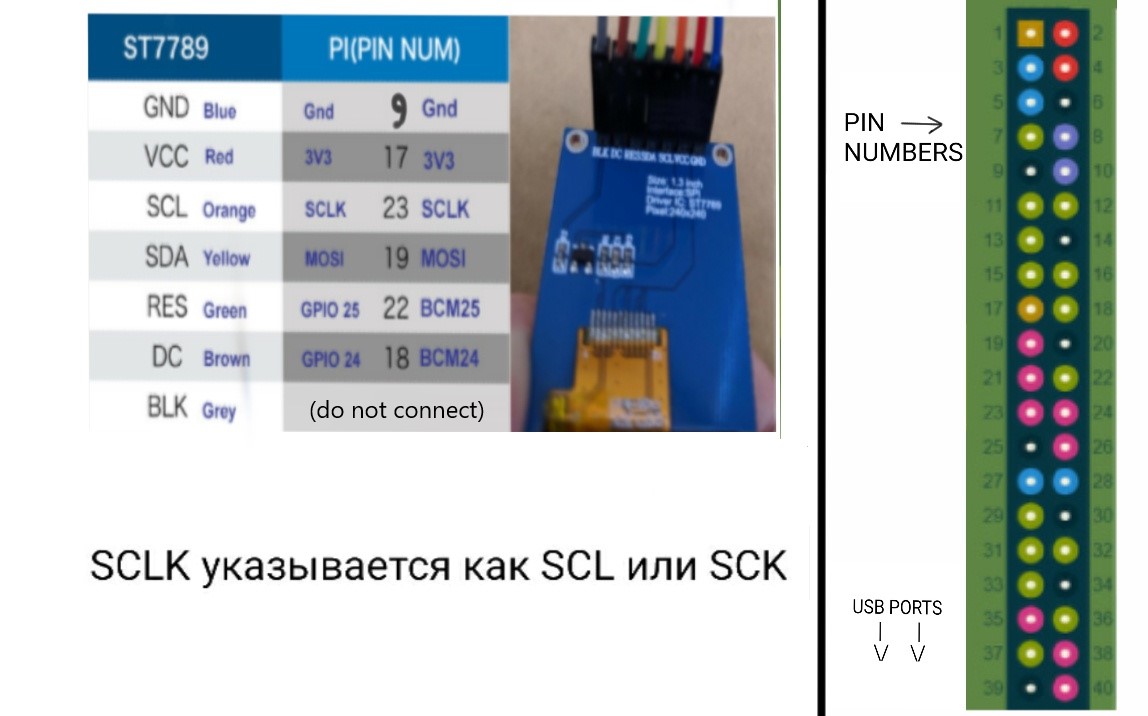 ST7789 PI(PIN NUM)
GND Blue Gnd 9 Gnd
VCC Red 3V3 17 3V3
SCL Orange SCLK 23 SCLK
SDA Yellow MOSI 19 MOSI
RES Green GPIO 25 22 BCM25
DC Brown GPIO 24 18 BCM24
BLK Grey (do not connect)
BLK DC RES SDA SCL VCC GND
Size: 1.3 Inch
Interface:SPI
Driver IC: ST7789
Pixel:240x240
SCLK указывается как SCL или SCK
PIN
NUMBERS
USB PORTS
1 2
3 4
5 6
7 8
9 10
11 12
13 14
15 16
17 18
19 20
21 22
23 24
25 26
27 28
29 30
31 32
33 34
35 36
37 38
39 40